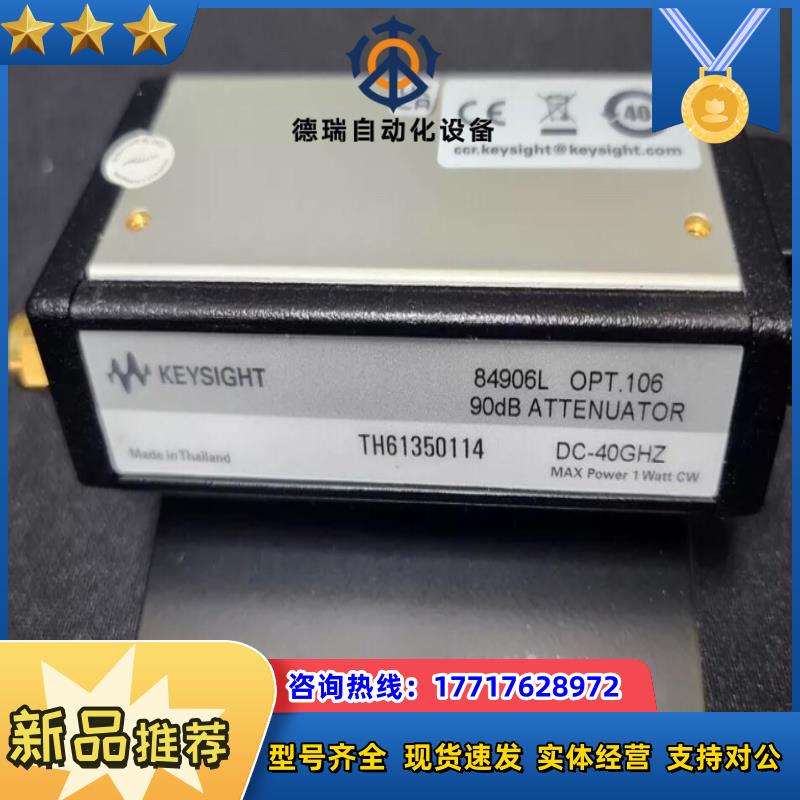 德瑞自动化设备
CE
40
ccr.keysight@keysight.com
KEYSIGHT
84906L OPT.106
90dB ATTENUATOR
Made in Thailand
TH61350114
DC-40GHZ
MAX Power 1 Watt CW
咨询热线：17717628972
新品推荐
型号齐全 现货速发 实体经营 支持对公